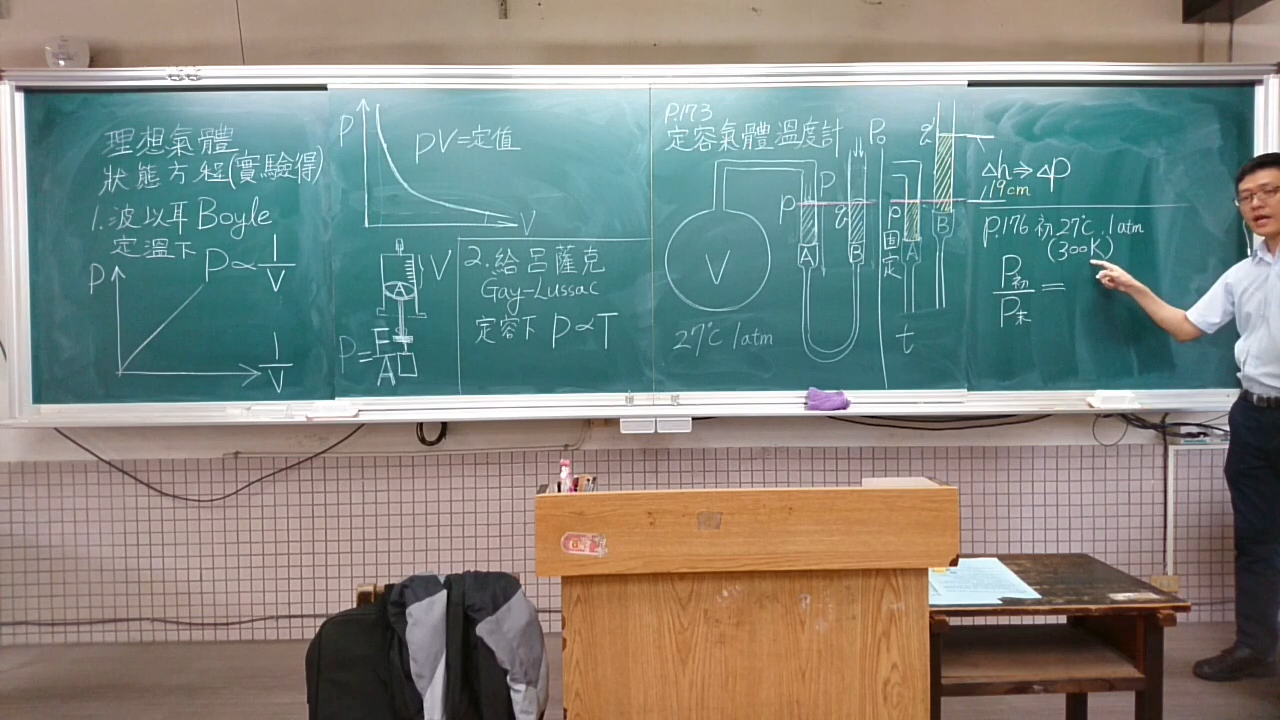 理想氣體
狀態方程(實驗得)
1. 波以耳 Boyle
定溫下 P∝1/V
P
1/V
P
PV=定值
V
V
A
P=F/A
2. 給呂薩克
Gay-Lussac
定容下 P∝T
P.173
定容氣體溫度計
P₀
P
P
V
A
B
27℃ 1atm
固定
P
A
B
t
Δh⇒ΔP
19cm
P.176 初27℃, 1atm
(300K)
P初/P末 =